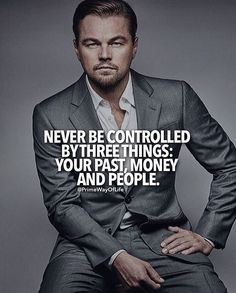 NEVER BE CONTROLLED
BY THREE THINGS:
YOUR PAST, MONEY
AND PEOPLE.
@PrimeWayOfLife